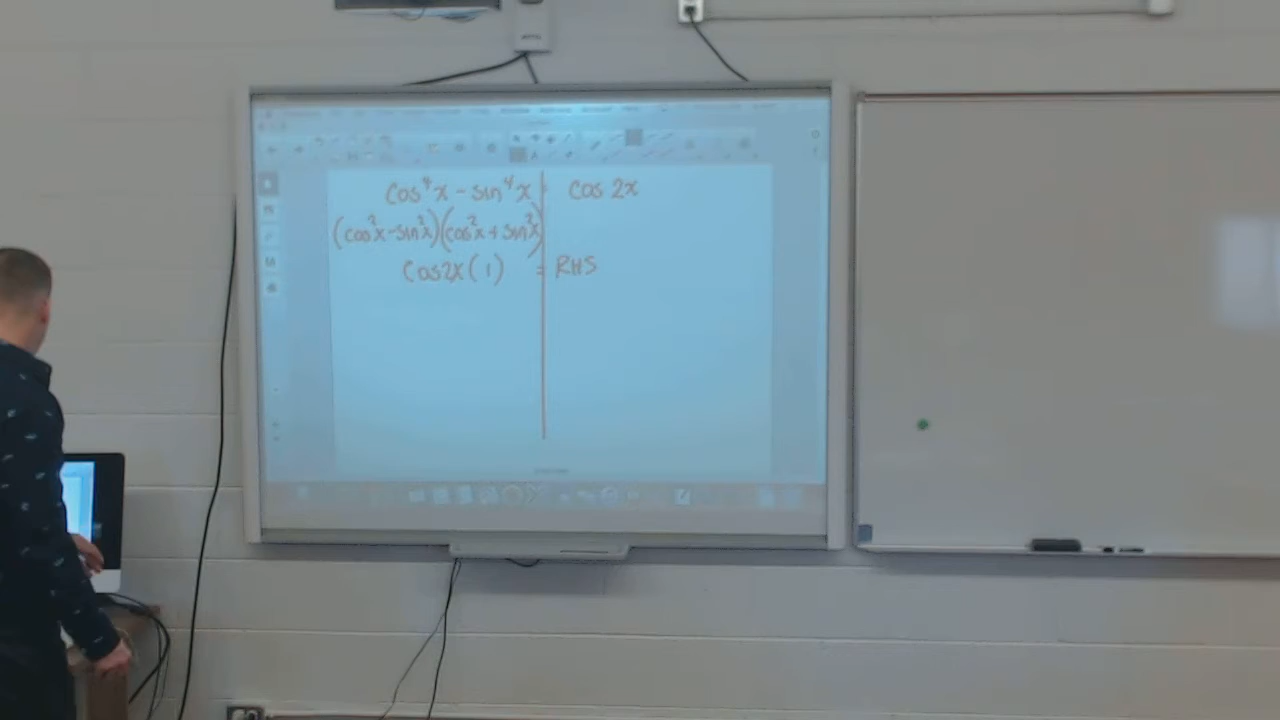 cos⁴x - sin⁴x = cos 2x
(cos²x - sin²x)(cos²x + sin²x)
cos2x (1) = RHS